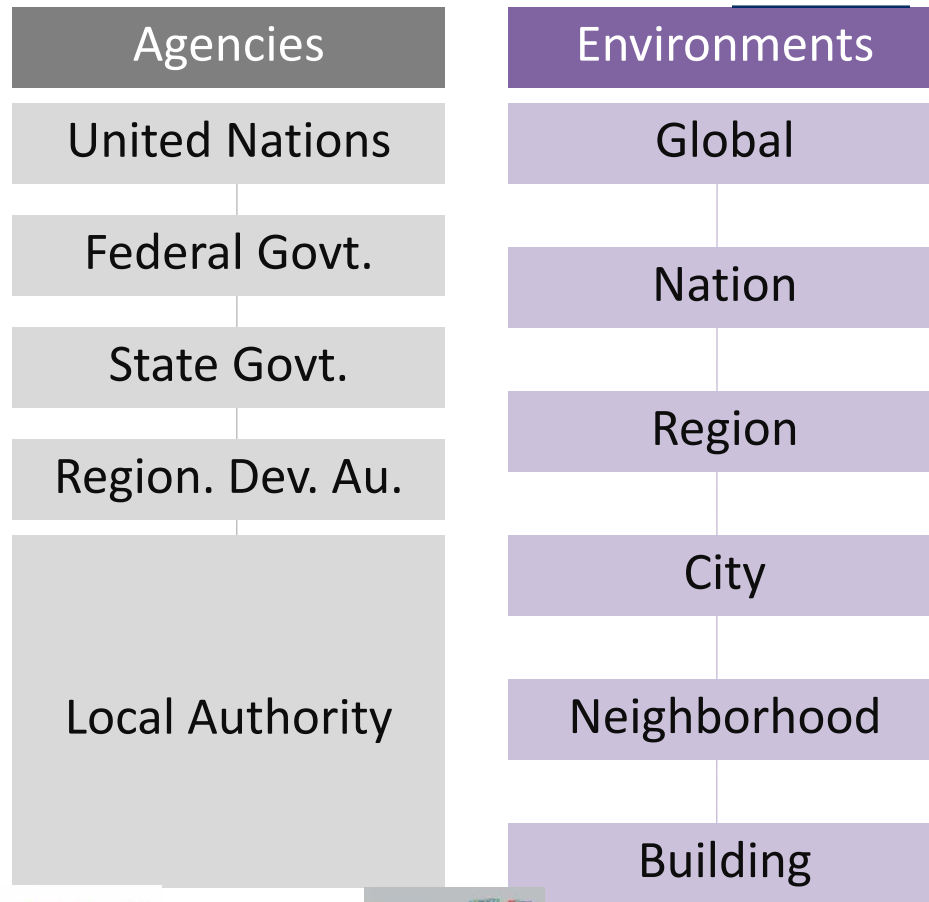 Agencies
United Nations
Federal Govt.
State Govt.
Region. Dev. Au.
Local Authority
Environments
Global
Nation
Region
City
Neighborhood
Building